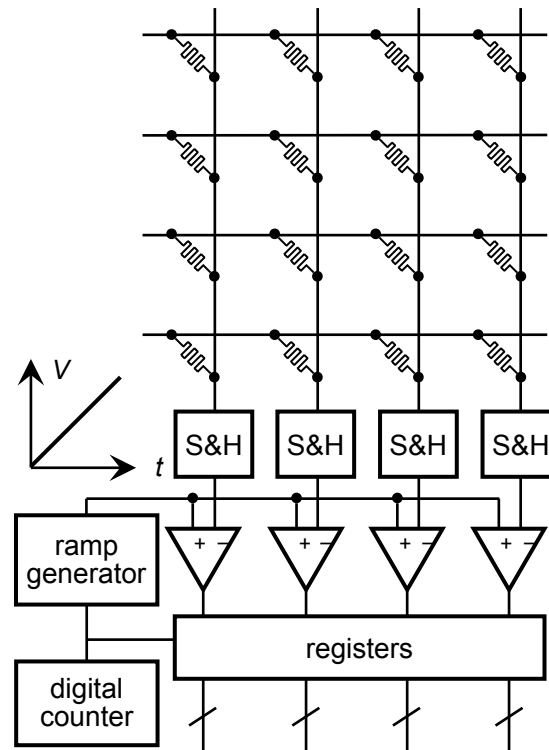 V
t
S&H S&H S&H S&H
ramp
generator
+ − + − + − + −
registers
digital
counter